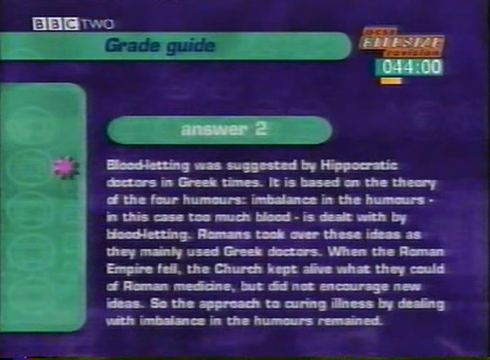 BBC TWO
Grade guide
GCSE
BITESIZE
revision
044:00
answer 2
Blood-letting was suggested by Hippocratic
doctors in Greek times. It is based on the theory
of the four humours: imbalance in the humours -
in this case too much blood - is dealt with by
blood-letting. Romans took over these ideas as
they mainly used Greek doctors. When the Roman
Empire fell, the Church kept alive what they could
of Roman medicine, but did not encourage new
ideas. So the approach to curing illness by dealing
with imbalance in the humours remained.